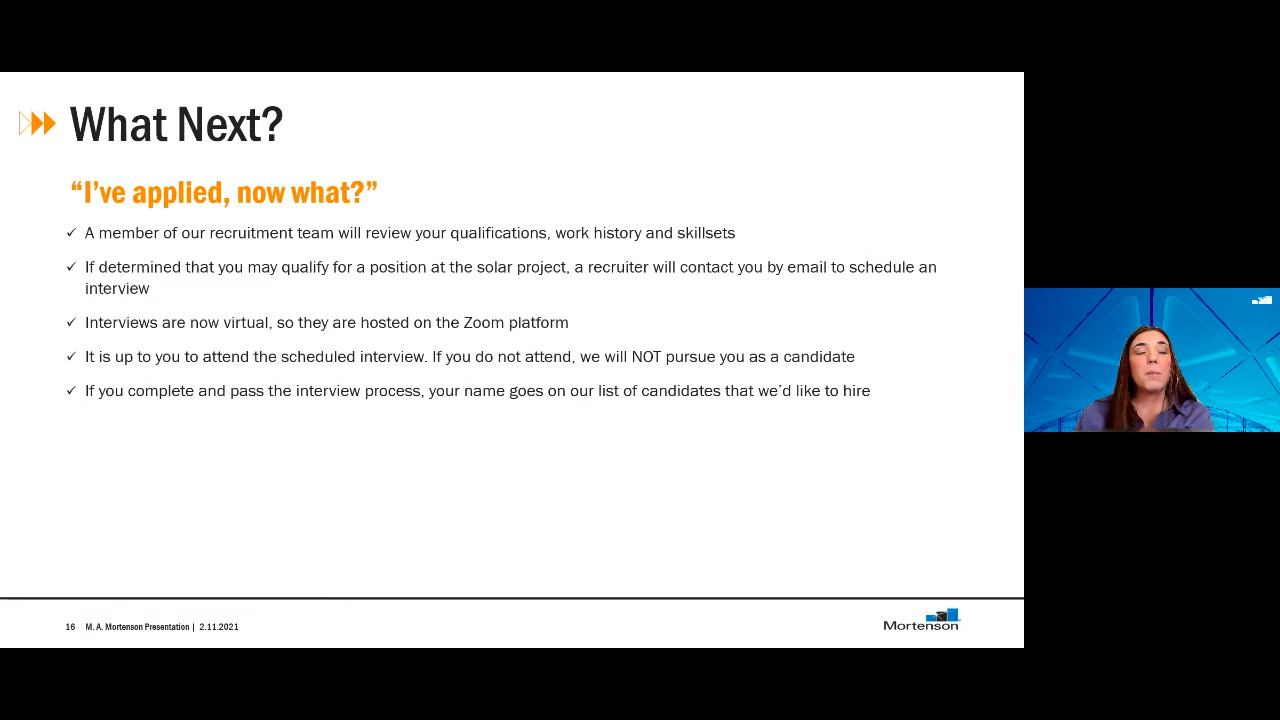 What Next?
“I’ve applied, now what?”
✓ A member of our recruitment team will review your qualifications, work history and skillsets
✓ If determined that you may qualify for a position at the solar project, a recruiter will contact you by email to schedule an
interview
✓ Interviews are now virtual, so they are hosted on the Zoom platform
✓ It is up to you to attend the scheduled interview. If you do not attend, we will NOT pursue you as a candidate
✓ If you complete and pass the interview process, your name goes on our list of candidates that we’d like to hire
16 M. A. Mortenson Presentation | 2.11.2021
Mortenson